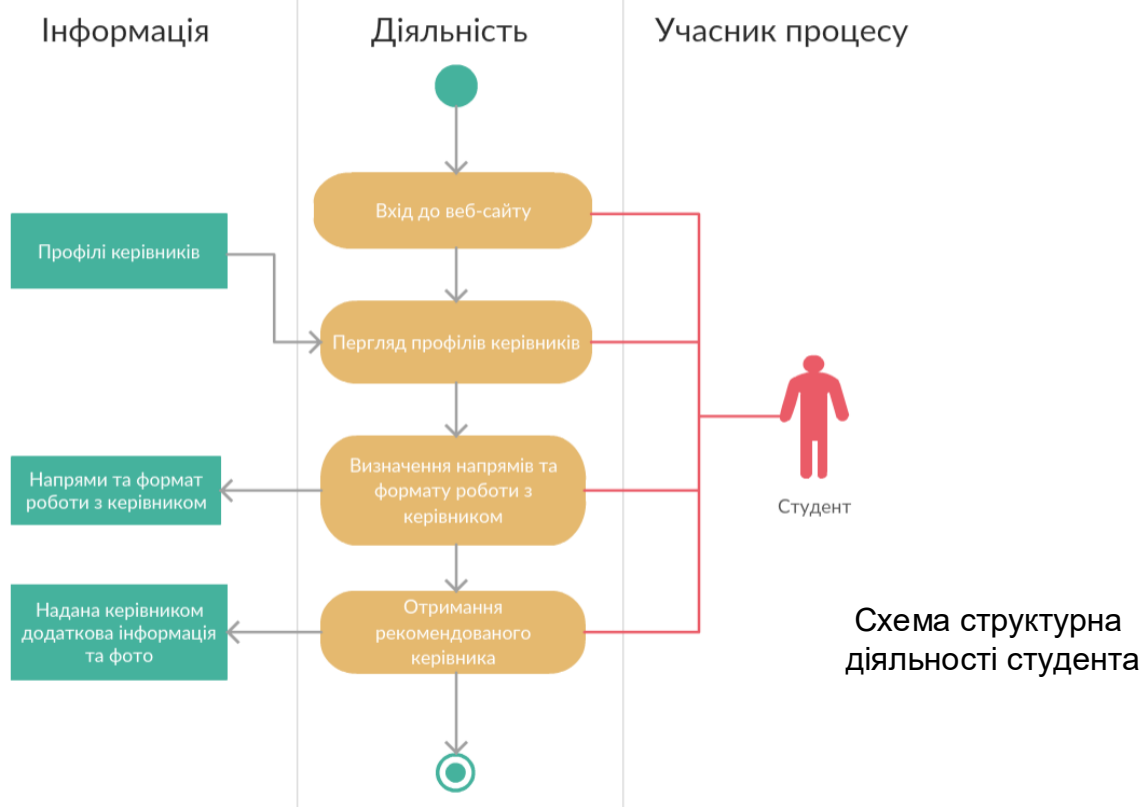 Інформація
Діяльність
Учасник процесу
Вхід до веб-сайту
Профілі керівників
Пергляд профілів керівників
Напрями та формат
роботи з керівником
Визначення напрямів та
формату роботи з
керівником
Студент
Надана керівником
додаткова інформація
та фото
Отримання
рекомендованого
керівника
Схема структурна
діяльності студента